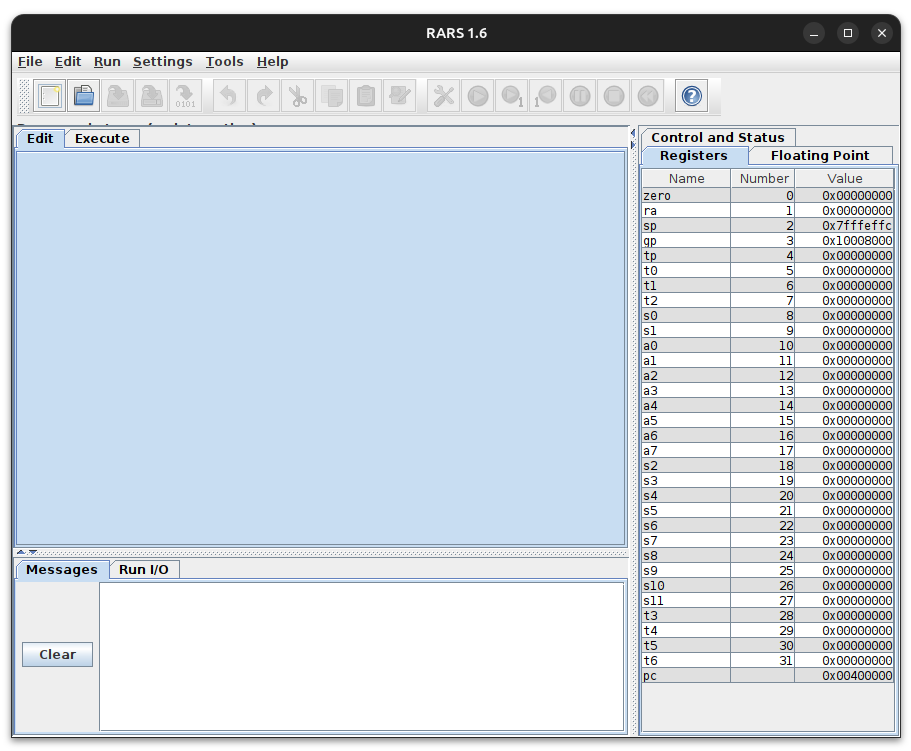 RARS 1.6
File Edit Run Settings Tools Help
0101
1
1
?
Edit Execute
Control and Status
Registers Floating Point
Name Number Value
zero 0 0x00000000
ra 1 0x00000000
sp 2 0x7fffeffc
gp 3 0x10008000
tp 4 0x00000000
t0 5 0x00000000
t1 6 0x00000000
t2 7 0x00000000
s0 8 0x00000000
s1 9 0x00000000
a0 10 0x00000000
a1 11 0x00000000
a2 12 0x00000000
a3 13 0x00000000
a4 14 0x00000000
a5 15 0x00000000
a6 16 0x00000000
a7 17 0x00000000
s2 18 0x00000000
s3 19 0x00000000
s4 20 0x00000000
s5 21 0x00000000
s6 22 0x00000000
s7 23 0x00000000
s8 24 0x00000000
s9 25 0x00000000
s10 26 0x00000000
s11 27 0x00000000
t3 28 0x00000000
t4 29 0x00000000
t5 30 0x00000000
t6 31 0x00000000
pc 0x00400000
Messages Run I/O
Clear